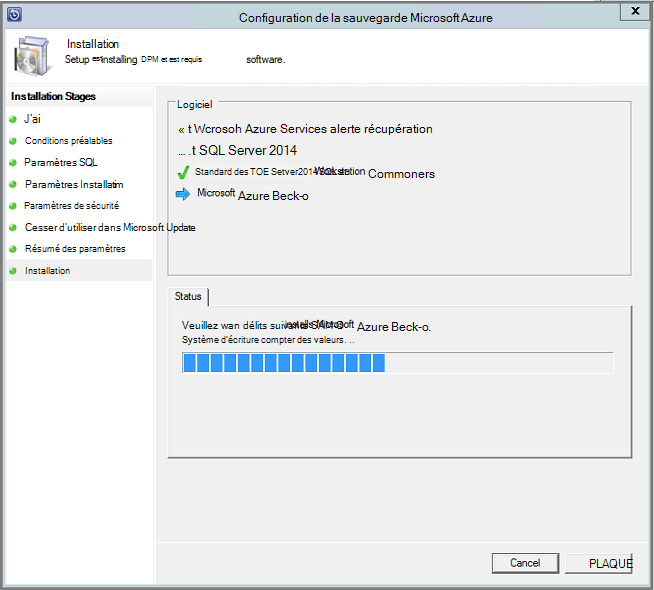 Configuration de la sauvegarde Microsoft Azure
X
Installation
Setup est installing DPM et est requis software.
Installation Stages
J'ai
Conditions préalables
Paramètres SQL
Paramètres Installatim
Paramètres de sécurité
Cesser d'utiliser dans Microsoft Update
Résumé des paramètres
Installation
Logiciel
« t Wcrosoh Azure Services alerte récupération
... .t SQL Server 2014
Standard des TOE Server2014 Workstation Commoners
Microsoft Azure Beck-o
Status
Veuillez wan délits suivants Microsoft Azure Beck-o.
Système d'écriture compter des valeurs. ..
Cancel
PLAQUE